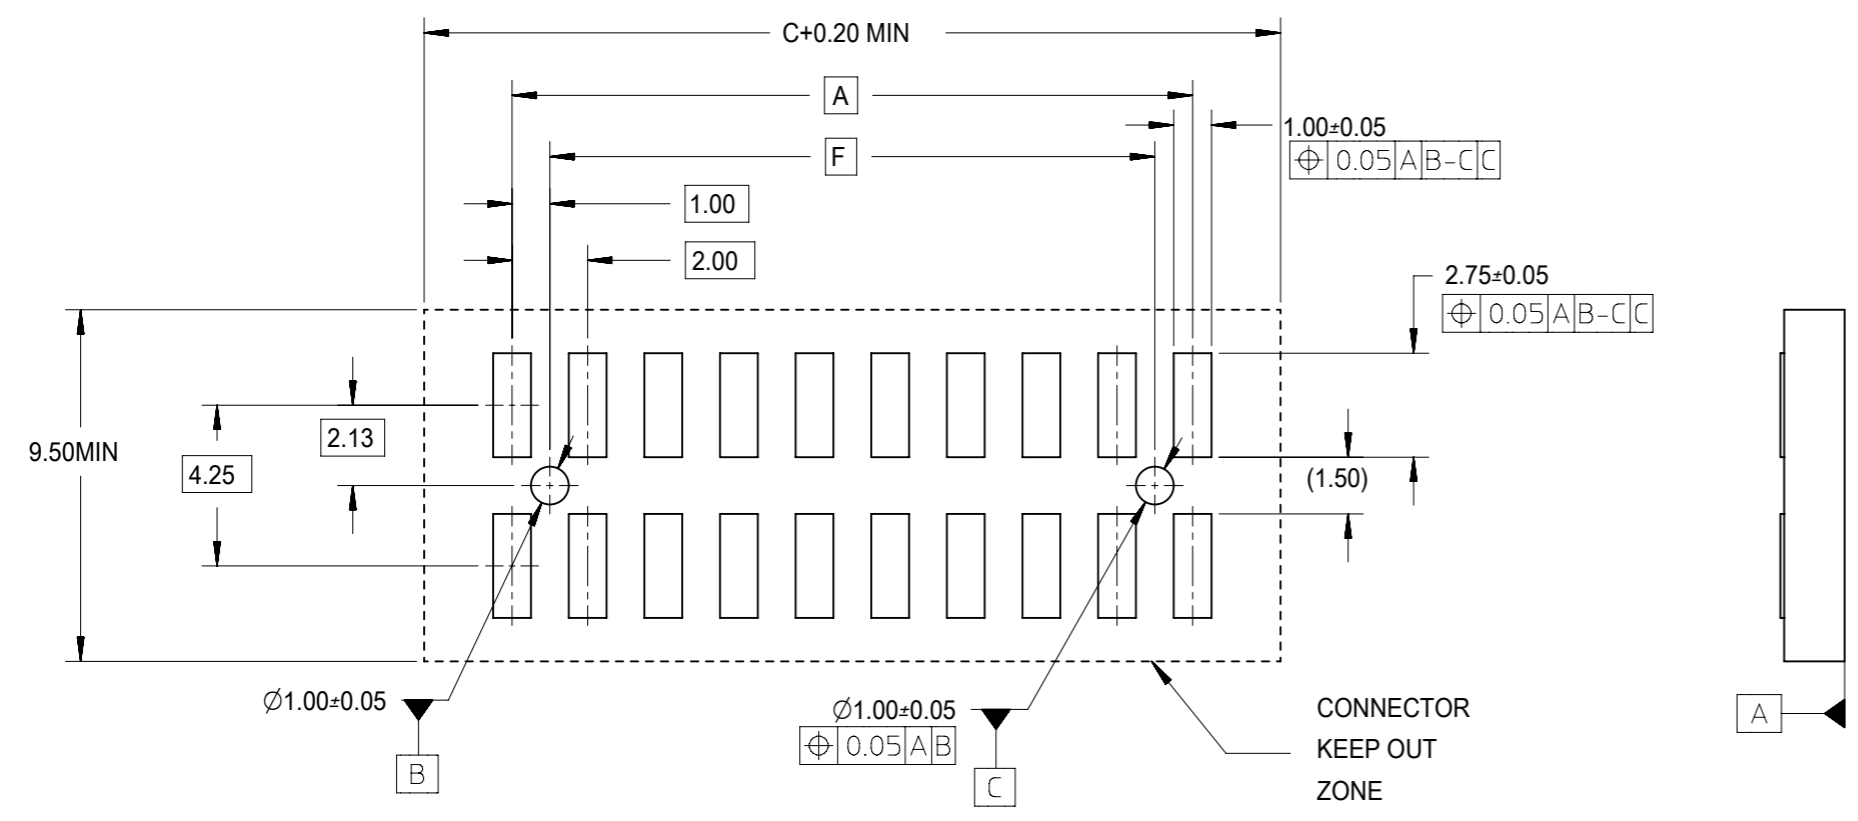 C+0.20 MIN
A
F
1.00±0.05
⌖ 0.05 A B-C C
1.00
2.00
2.75±0.05
⌖ 0.05 A B-C C
9.50MIN
2.13
4.25
(1.50)
∅1.00±0.05
B
∅1.00±0.05
⌖ 0.05 A B
C
CONNECTOR
KEEP OUT
ZONE
A